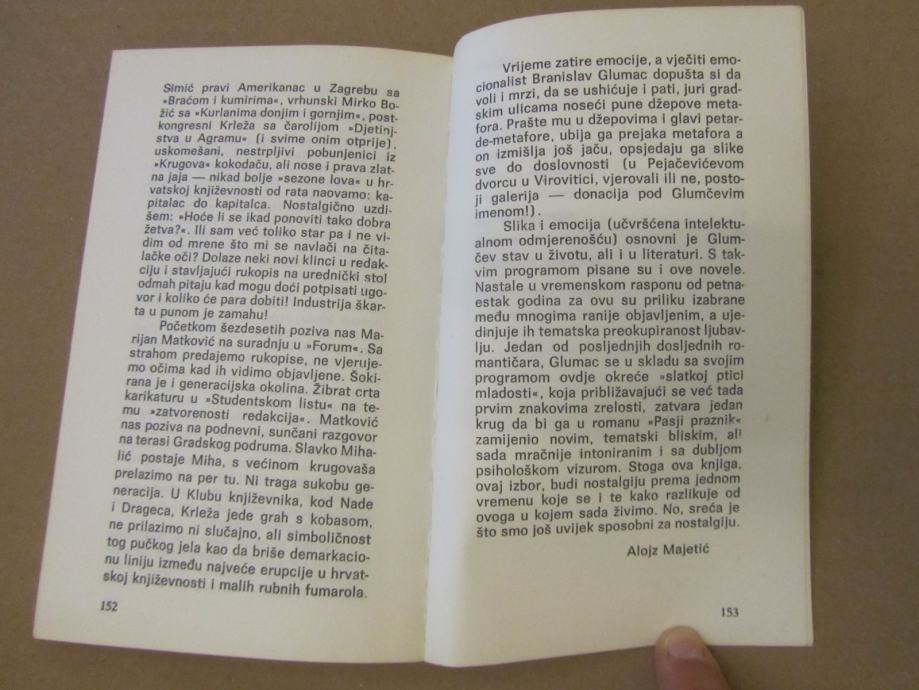 Šimić pravi Amerikanac u Zagrebu sa
»Braćom i kumirima«, vrhunski Mirko Bo-
žić sa »Kurlanima donjim i gornjim«, post-
kongresni Krleža sa čarolijom »Djetinj-
stva u Agramu« (i svime onim otprije),
uskomešani, nestrpljivi pobunjenici iz
»Krugova« kokodaču, ali nose i prava zlat-
na jaja — nikad bolje »sezone lova« u hr-
vatskoj književnosti od rata naovamo: ka-
pitalac do kapitalca. Nostalgično uzdi-
šem: »Hoće li se ikad ponoviti tako dobra
žetva?«. Ili sam već toliko star pa i ne vi-
dim od mrene što mi se navlači na čita-
lačke oči? Dolaze neki novi klinci u redak-
ciju i stavljajući rukopis na urednički stol
odmah pitaju kad mogu doći potpisati ugo-
vor i koliko će para dobiti! Industrija škar-
ta u punom je zamahu!
Početkom šezdesetih poziva nas Ma-
rijan Matković na suradnju u »Forum«. Sa
strahom predajemo rukopise, ne vjeruje-
mo očima kad ih vidimo objavljene. Šoki-
rana je i generacijska okolina. Žibrat crta
karikaturu u »Studentskom listu« na te-
mu »zatvorenosti redakcija«. Matković
nas poziva na podnevni, sunčani razgovor
na terasi Gradskog podruma. Slavko Miha-
lić postaje Miha, s većinom krugovaša
prelazimo na per tu. Ni traga sukobu ge-
neracija. U Klubu književnika, kod Nade
i Drageca, Krleža jede grah s kobasom,
ne prilazimo ni slučajno, ali simboličnost
tog pučkog jela kao da briše demarkacio-
nu liniju između najveće erupcije u hrvat-
skoj književnosti i malih rubnih fumarola.
152
Vrijeme zatire emocije, a vječiti emo-
cionalist Branislav Glumac dopušta si da
voli i mrzi, da se ushićuje i pati, juri grad-
skim ulicama noseći pune džepove meta-
fora. Prašte mu u džepovima i glavi petar-
de-metafore, ubija ga prejaka metafora a
on izmišlja još jaču, opsjedaju ga slike
sve do doslovnosti (u Pejačevićevom
dvorcu u Virovitici, vjerovali ili ne, posto-
ji galerija — donacija pod Glumčevim
imenom!).
Slika i emocija (učvršćena intelektu-
alnom odmjerenošću) osnovni je Glum-
čev stav u životu, ali i u literaturi. S tak-
vim programom pisane su i ove novele.
Nastale u vremenskom rasponu od petna-
estak godina za ovu su priliku izabrane
među mnogima ranije objavljenim, a uje-
dinjuje ih tematska preokupiranost ljubav-
lju. Jedan od posljednjih dosljednih ro-
mantičara, Glumac se u skladu sa svojim
programom ovdje okreće »slatkoj ptici
mladosti«, koja približavajući se već tada
prvim znakovima zrelosti, zatvara jedan
krug da bi ga u romanu »Pasji praznik«
zamijenio novim, tematski bliskim, al!
sada mračnije intoniranim i sa dubljom
psihološkom vizurom. Stoga ova knjiga,
ovaj izbor, budi nostalgiju prema jednom
vremenu koje se i te kako razlikuje od
ovoga u kojem sada živimo. No, sreća je
što smo još uvijek sposobni za nostalgiju.
Alojz Majetić
153